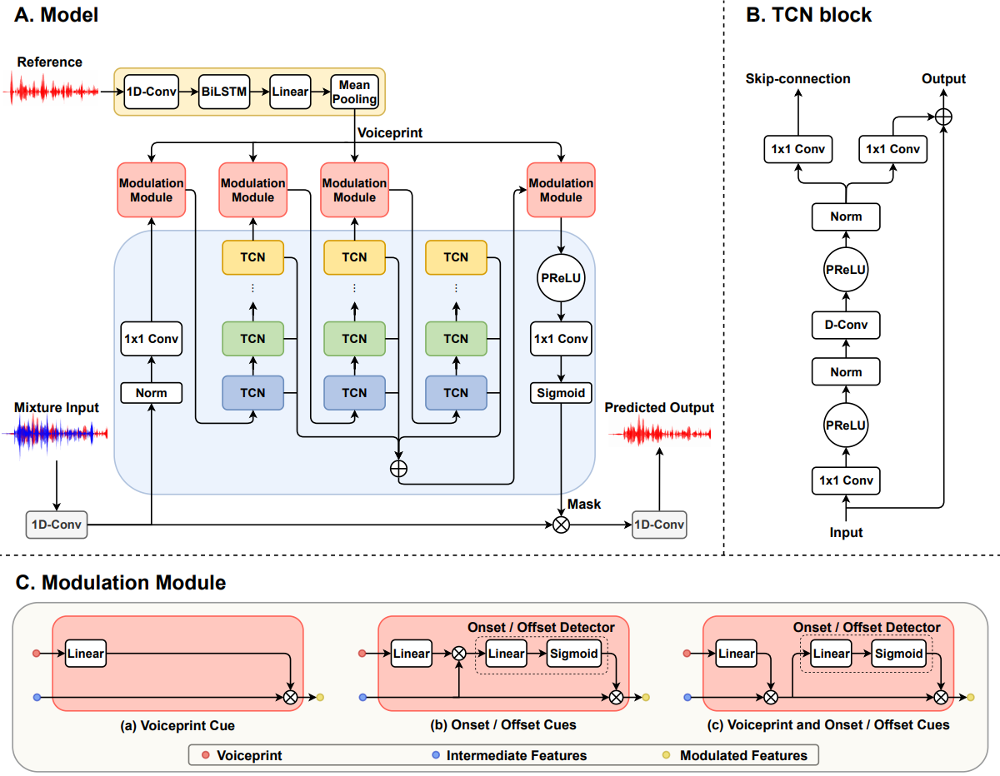 A. Model
Reference
1D-Conv
BiLSTM
Linear
Mean
Pooling
Voiceprint
Modulation
Module
Modulation
Module
Modulation
Module
Modulation
Module
TCN
TCN
TCN
PReLU
...
...
...
1x1 Conv
TCN
TCN
TCN
1x1 Conv
Norm
TCN
TCN
TCN
Sigmoid
Mixture Input
Predicted Output
Mask
1D-Conv
1D-Conv
B. TCN block
Skip-connection
Output
1x1 Conv
1x1 Conv
Norm
PReLU
D-Conv
Norm
PReLU
1x1 Conv
Input
C. Modulation Module
Linear
(a) Voiceprint Cue
Onset / Offset Detector
Linear
Linear
Sigmoid
(b) Onset / Offset Cues
Onset / Offset Detector
Linear
Linear
Sigmoid
(c) Voiceprint and Onset / Offset Cues
Voiceprint
Intermediate Features
Modulated Features